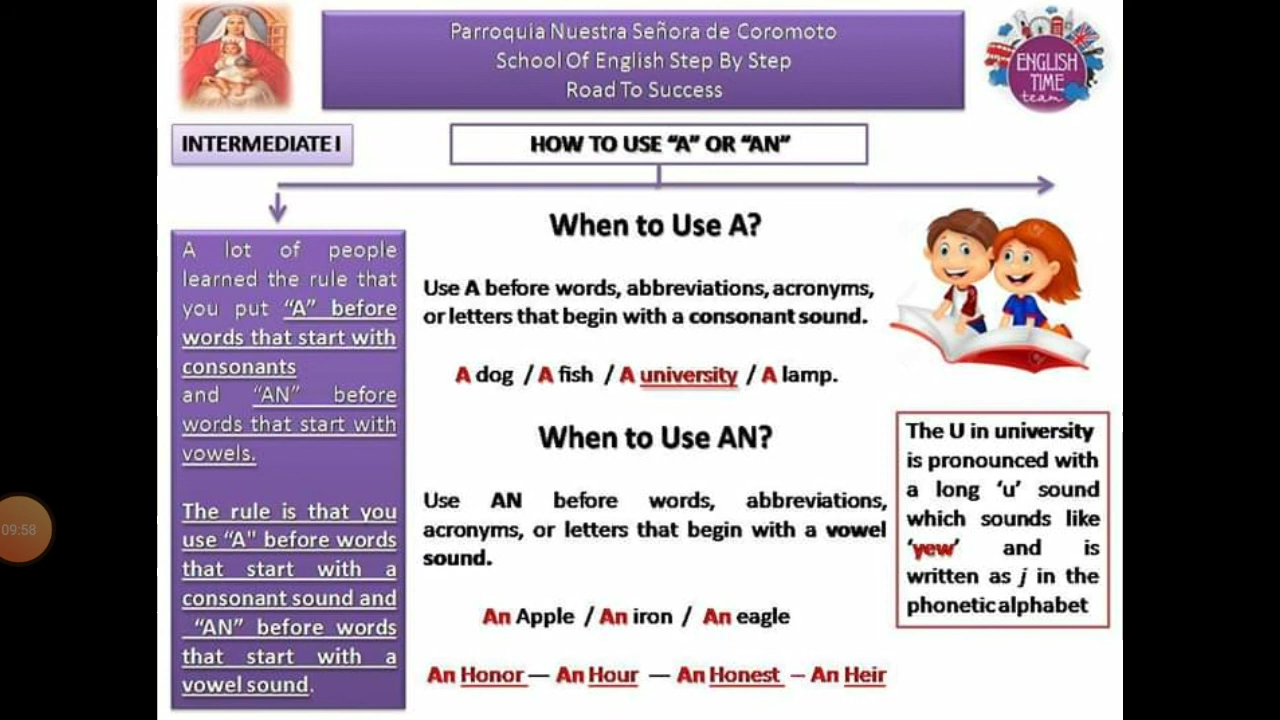 Parroquia Nuestra Señora de Coromoto
School Of English Step By Step
Road To Success
ENGLISH
TIME
team
INTERMEDIATE I
HOW TO USE “A” OR “AN”
A lot of people
learned the rule that
you put “A” before
words that start with
consonants
and “AN” before
words that start with
vowels.
The rule is that you
use “A" before words
that start with a
consonant sound and
“AN” before words
that start with a
vowel sound.
When to Use A?
Use A before words, abbreviations, acronyms,
or letters that begin with a consonant sound.
A dog / A fish / A university / A lamp.
When to Use AN?
Use AN before words, abbreviations,
acronyms, or letters that begin with a vowel
sound.
An Apple / An iron / An eagle
An Honor — An Hour — An Honest – An Heir
The U in university
is pronounced with
a long ‘u’ sound
which sounds like
‘yew’ and is
written as j in the
phonetic alphabet
09:58